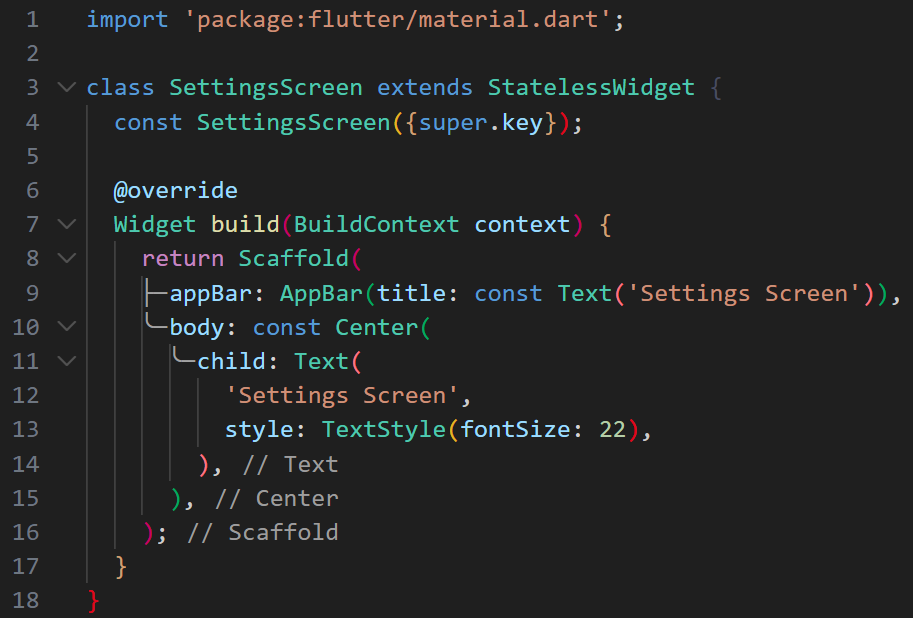 1 import 'package:flutter/material.dart';
2
3 class SettingsScreen extends StatelessWidget {
4   const SettingsScreen({super.key});
5
6   @override
7   Widget build(BuildContext context) {
8     return Scaffold(
9       appBar: AppBar(title: const Text('Settings Screen')),
10       body: const Center(
11         child: Text(
12           'Settings Screen',
13           style: TextStyle(fontSize: 22),
14         ), // Text
15       ), // Center
16     ); // Scaffold
17   }
18 }